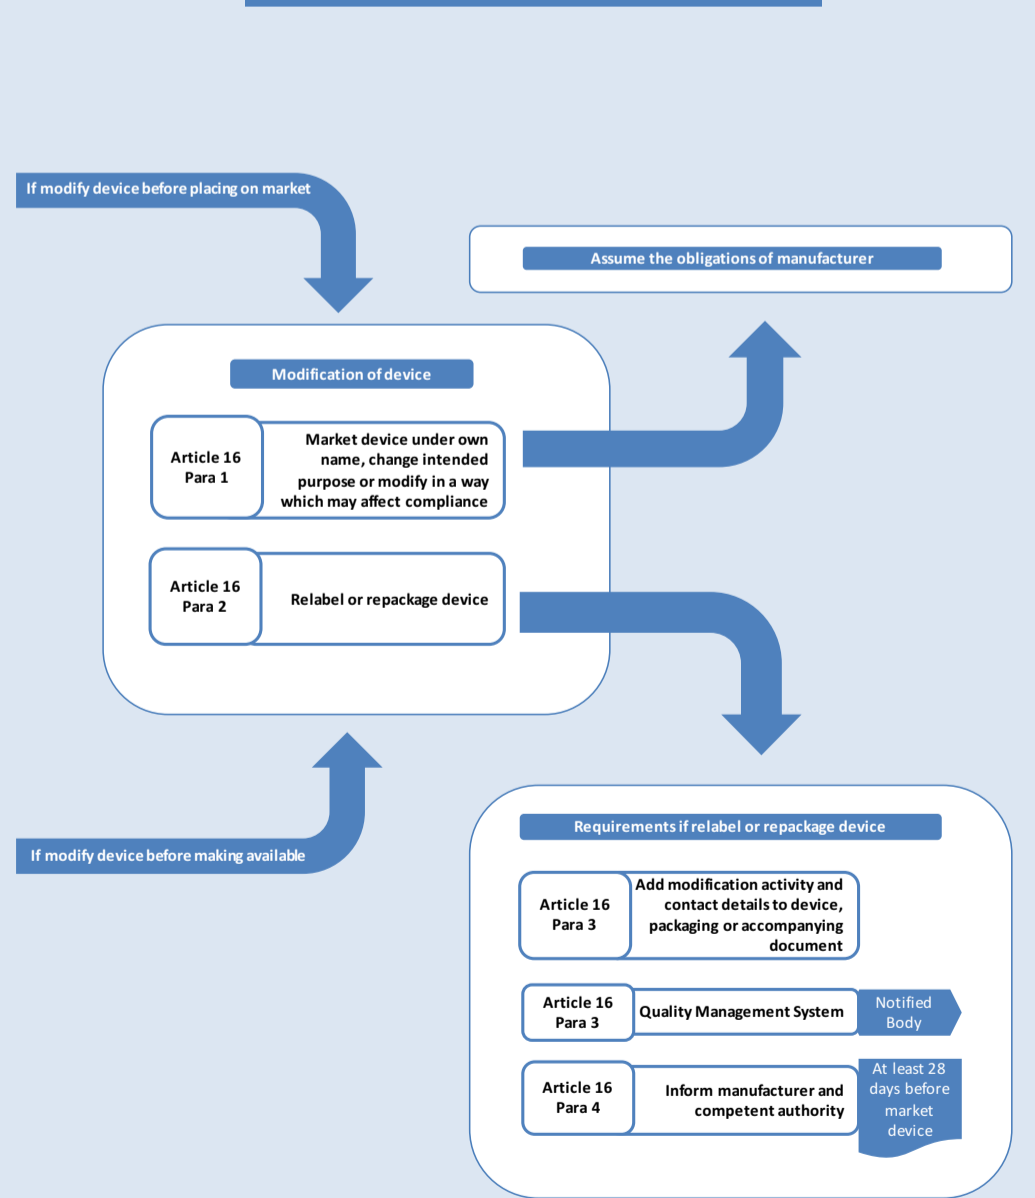 If modify device before placing on market
Assume the obligations of manufacturer
Modification of device
Article 16
Para 1
Market device under own
name, change intended
purpose or modify in a way
which may affect compliance
Article 16
Para 2
Relabel or repackage device
If modify device before making available
Requirements if relabel or repackage device
Article 16
Para 3
Add modification activity and
contact details to device,
packaging or accompanying
document
Article 16
Para 3
Quality Management System
Notified
Body
Article 16
Para 4
Inform manufacturer and
competent authority
At least 28
days before
market
device